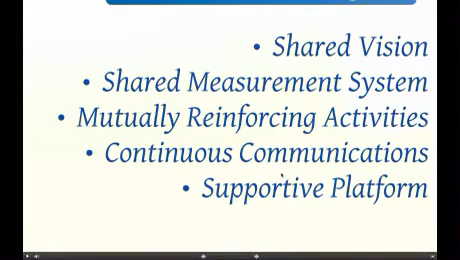 • Shared Vision
• Shared Measurement System
• Mutually Reinforcing Activities
• Continuous Communications
• Supportive Platform